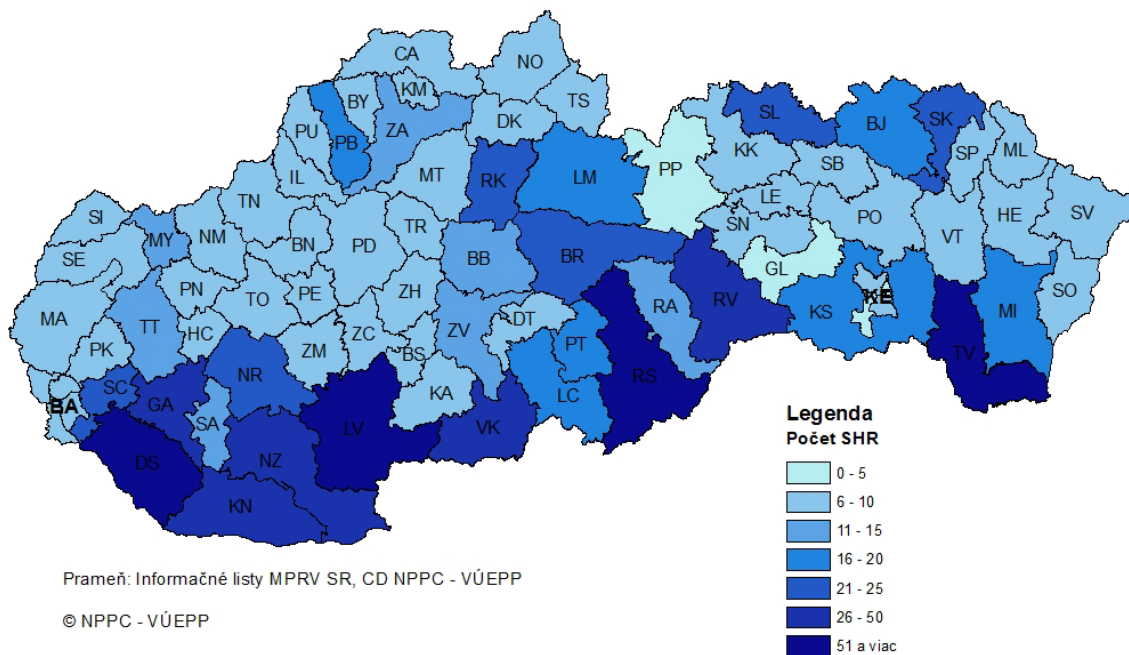 CA
NO
BY
KM
TS
PU
PB
ZA
DK
SL
BJ
SK
SP
ML
IL
MT
RK
LM
PP
KK
SB
TN
LE
HE
SV
SI
MY
NM
BN
PD
TR
SN
PO
VT
SE
BB
BR
GL
PN
TO
PE
ZH
RA
RV
KE
SO
MA
TT
HC
ZM
ZC
BS
ZV
DT
PT
KS
MI
PK
NR
KA
RS
TV
BA
SC
GA
SA
LV
VK
LC
DS
NZ
KN
Legenda
Počet SHR
0 - 5
6 - 10
11 - 15
16 - 20
21 - 25
26 - 50
51 a viac
Prameň: Informačné listy MPRV SR, CD NPPC - VÚEPP
© NPPC - VÚEPP